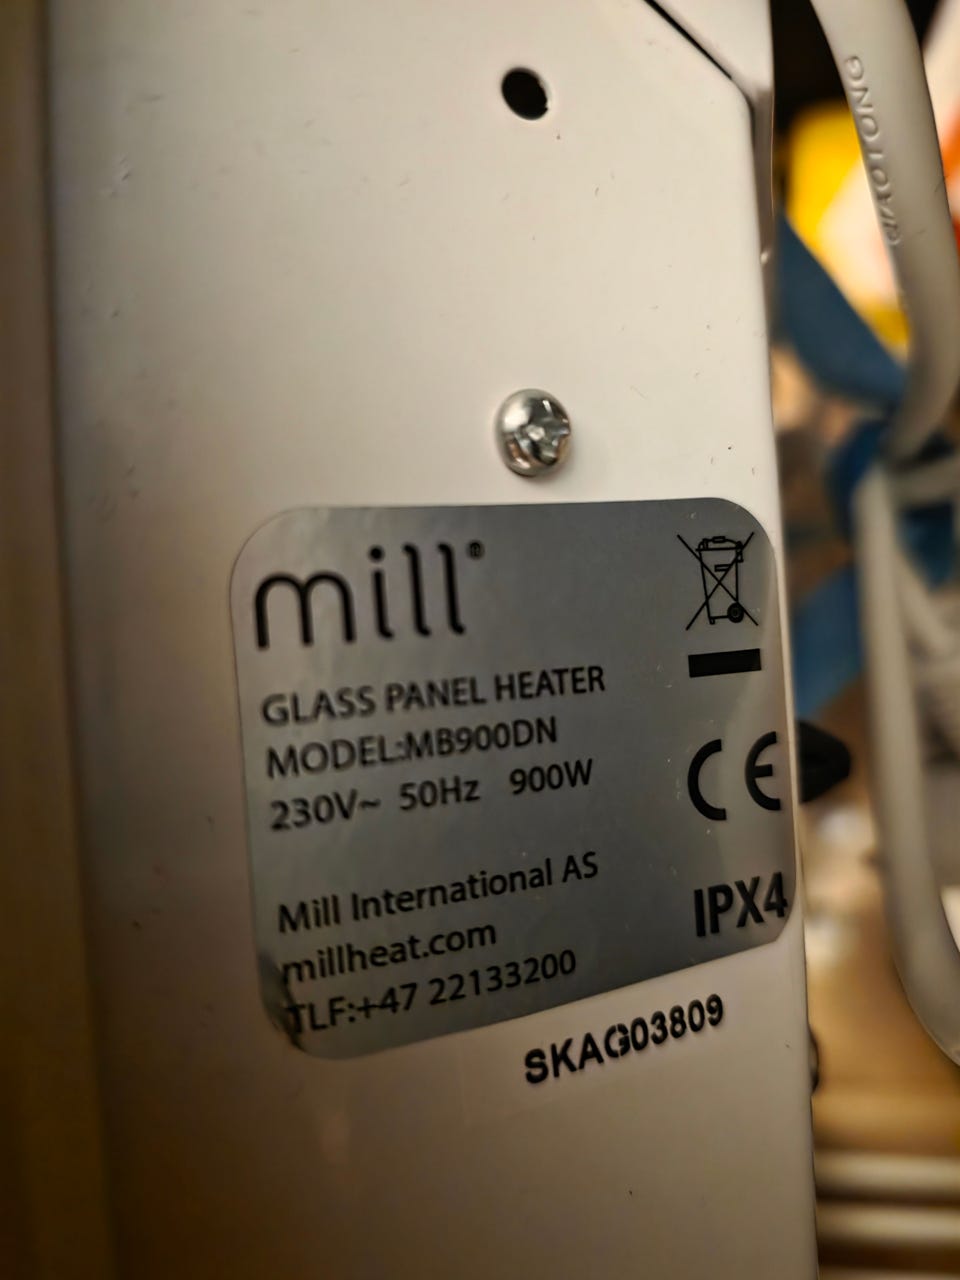 QIAOTONG
mill®
GLASS PANEL HEATER
MODEL:MB900DN
230V~ 50Hz 900W
CE
Mill International AS
IPX4
millheat.com
TLF:+47 22133200
SKAG03809